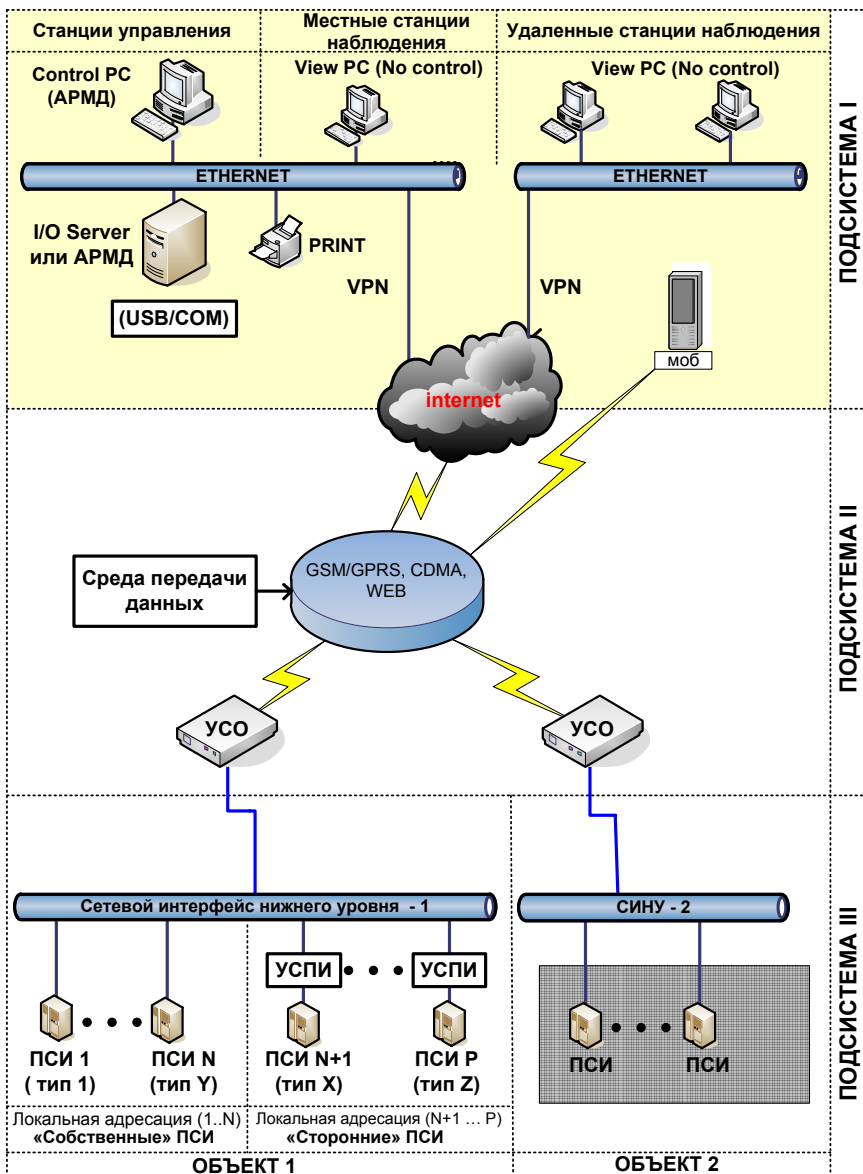 Станции управления
Местные станции
наблюдения
Удаленные станции наблюдения
Control PC
(АРМД)
View PC (No control)
View PC (No control)
ETHERNET
ETHERNET
I/O Server
или АРМД
PRINT
(USB/COM)
VPN
VPN
моб
internet
ПОДСИСТЕМА I
GSM/GPRS, CDMA,
WEB
Среда передачи
данных
УСО
УСО
ПОДСИСТЕМА II
Сетевой интерфейс нижнего уровня - 1
СИНУ - 2
УСПИ
УСПИ
ПСИ 1
( тип 1)
ПСИ N
(тип Y)
ПСИ N+1
(тип X)
ПСИ P
(тип Z)
ПСИ
ПСИ
Локальная адресация (1..N)
«Собственные» ПСИ
Локальная адресация (N+1 ... P)
«Сторонние» ПСИ
ОБЪЕКТ 1
ОБЪЕКТ 2
ПОДСИСТЕМА III